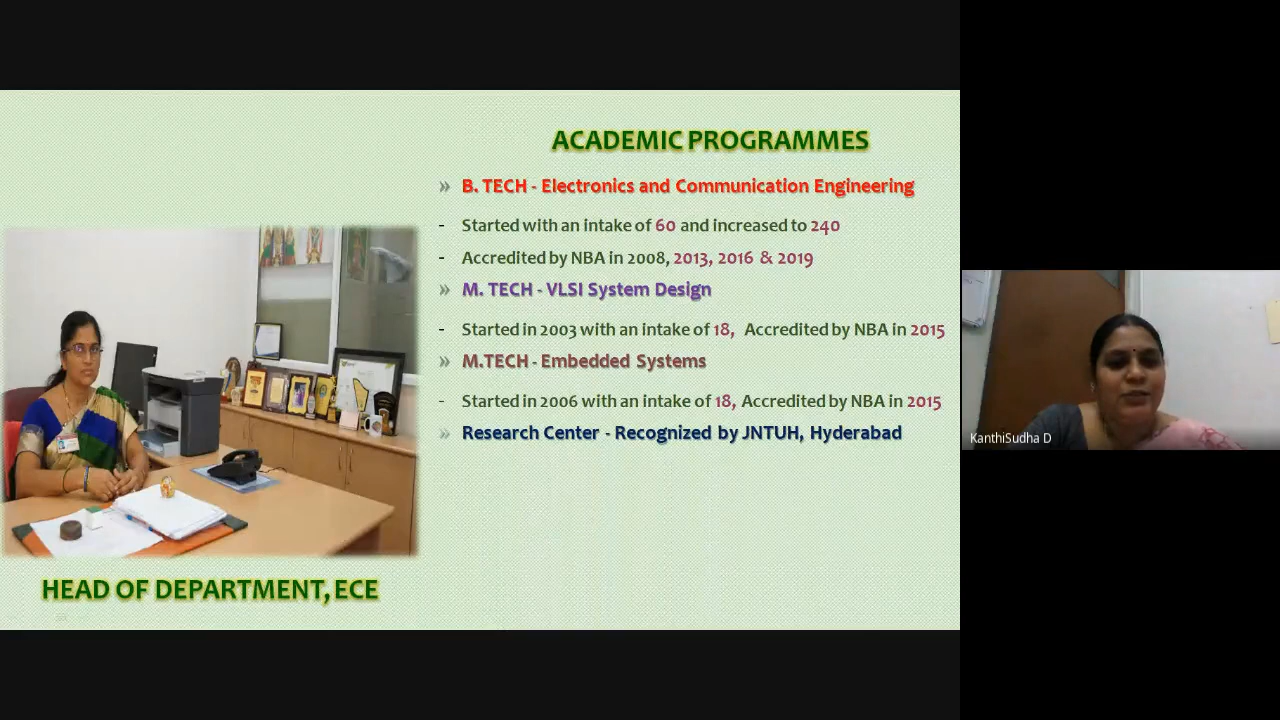 ACADEMIC PROGRAMMES
» B. TECH - Electronics and Communication Engineering
- Started with an intake of 60 and increased to 240
- Accredited by NBA in 2008, 2013, 2016 & 2019
» M. TECH - VLSI System Design
- Started in 2003 with an intake of 18, Accredited by NBA in 2015
» M.TECH - Embedded Systems
- Started in 2006 with an intake of 18, Accredited by NBA in 2015
» Research Center - Recognized by JNTUH, Hyderabad
HEAD OF DEPARTMENT, ECE
KanthiSudha D